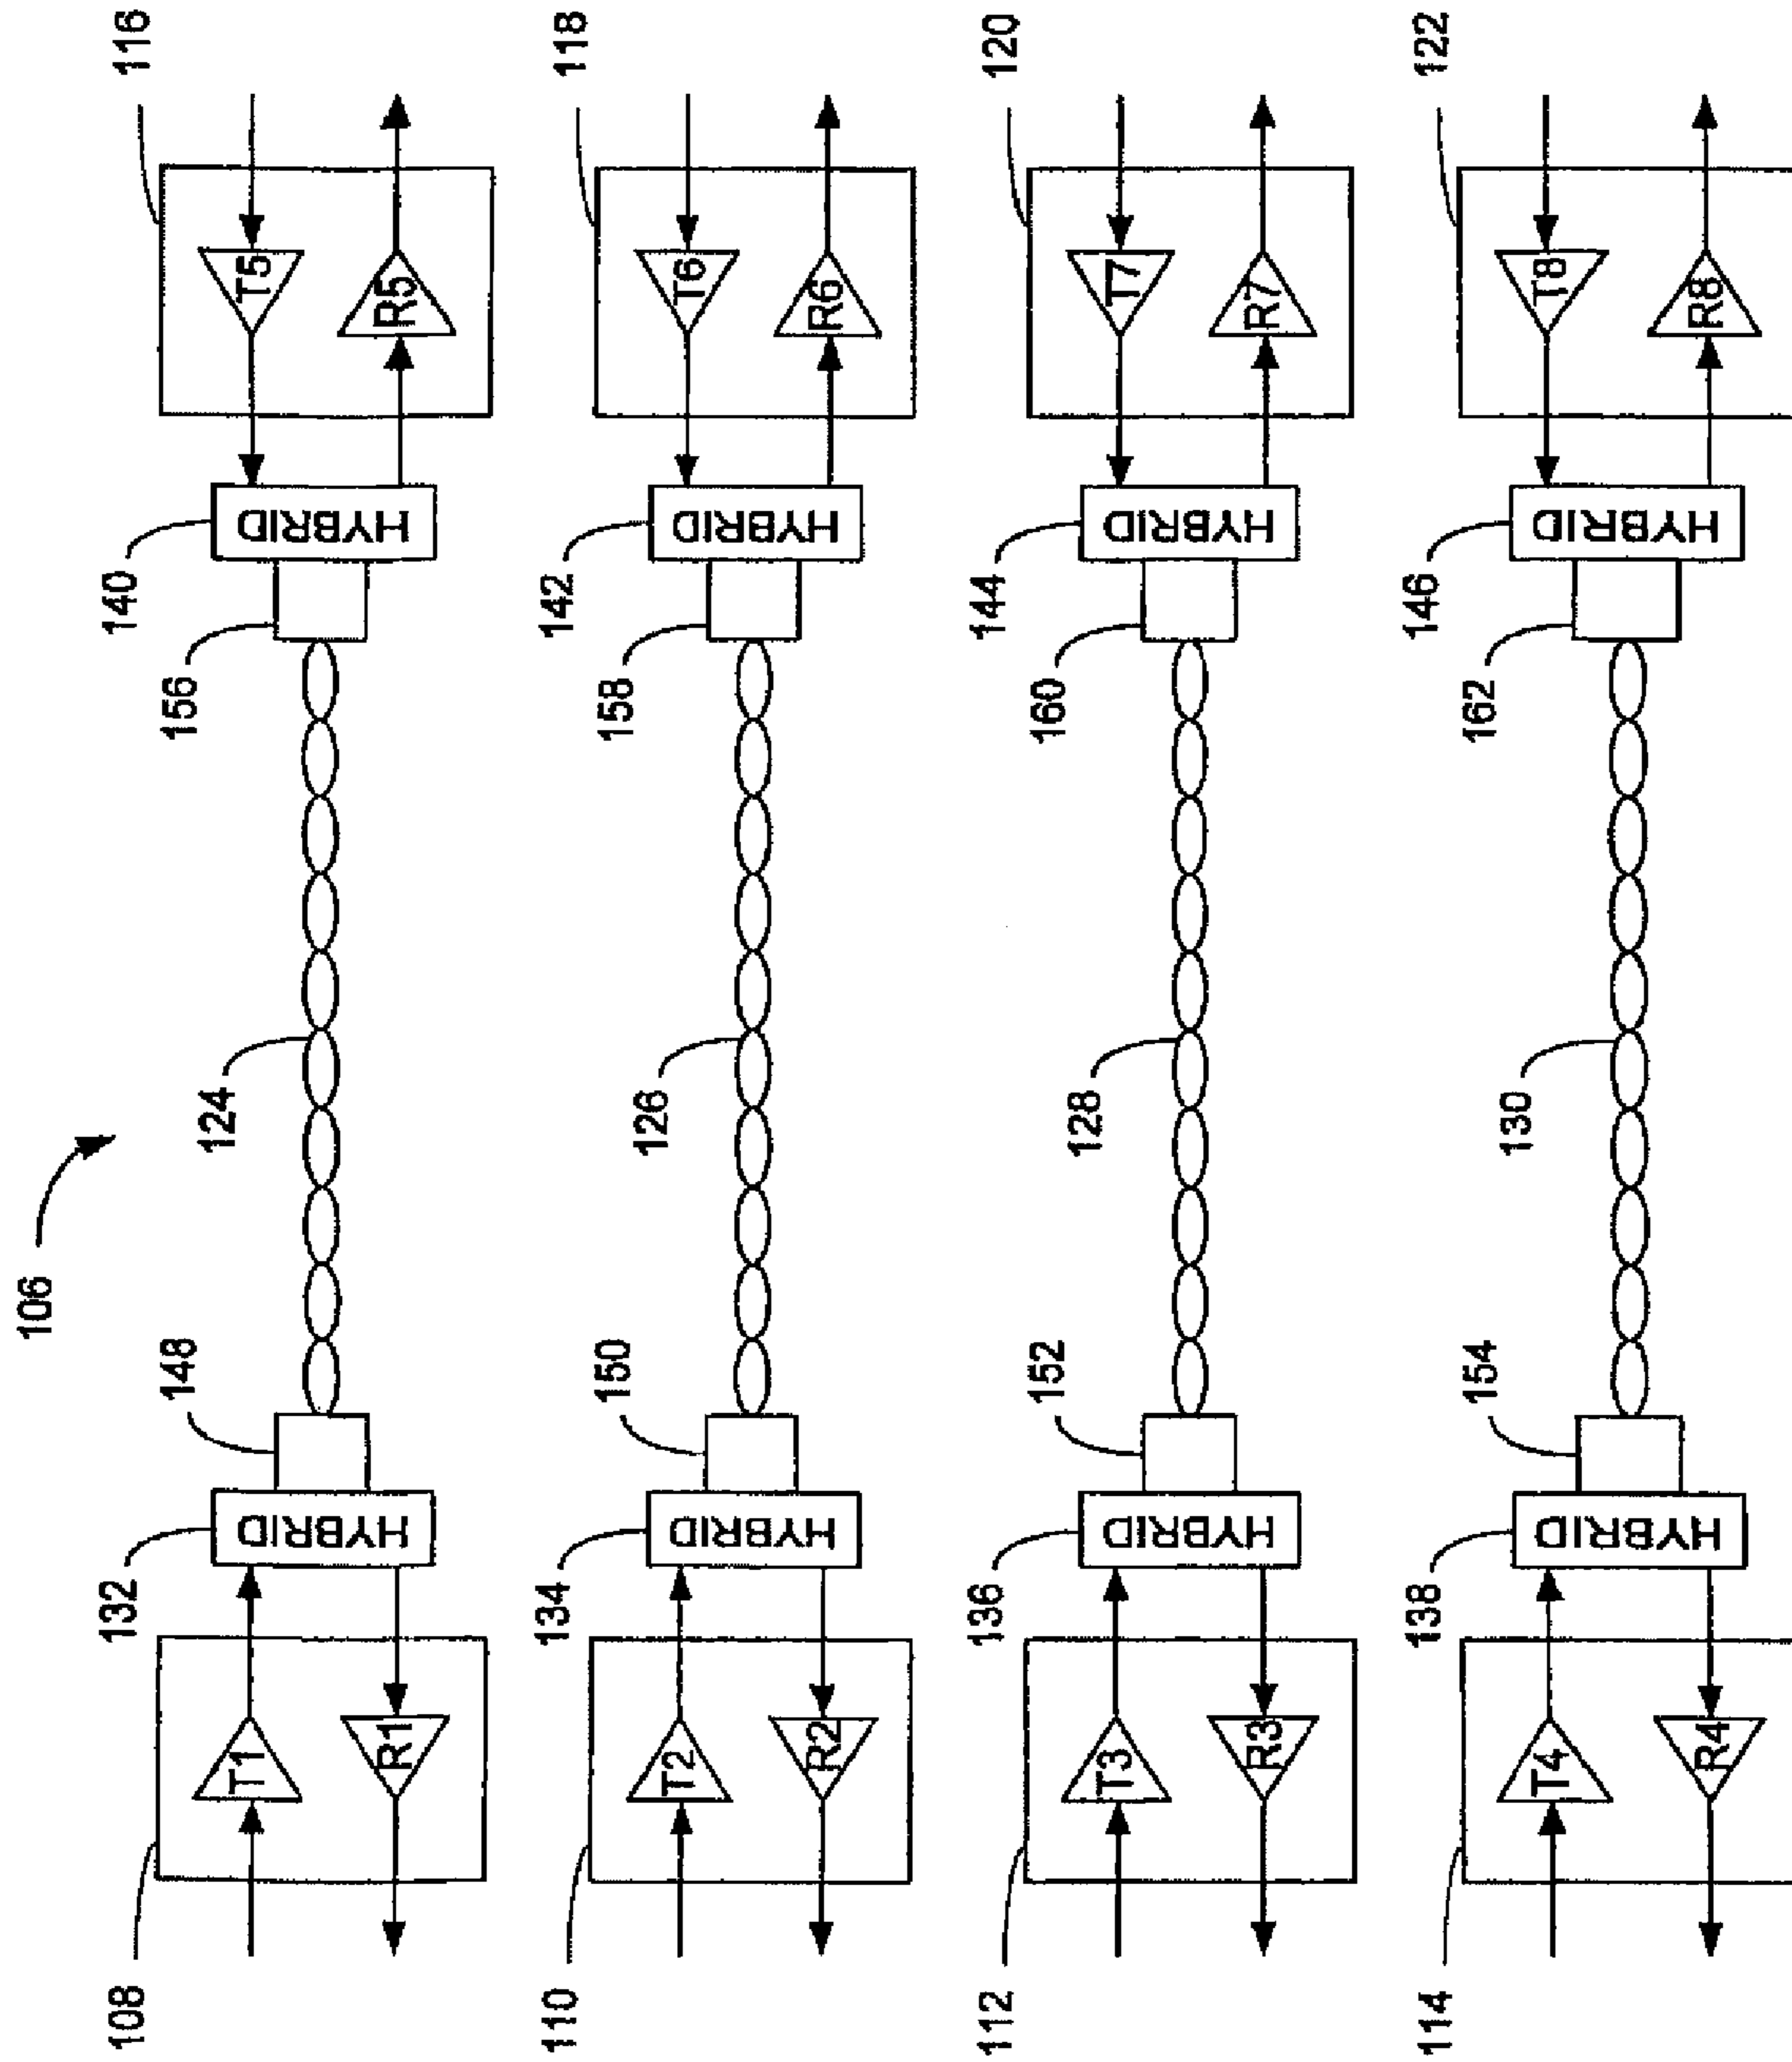 106
108
132
148
124
156
140
116
T1
HYBRID
HYBRID
T5
R1
R5
110
134
150
126
158
142
118
T2
HYBRID
HYBRID
T6
R2
R6
112
136
152
128
160
144
120
T3
HYBRID
HYBRID
T7
R3
R7
114
138
154
130
162
146
122
T4
HYBRID
HYBRID
T8
R4
R8